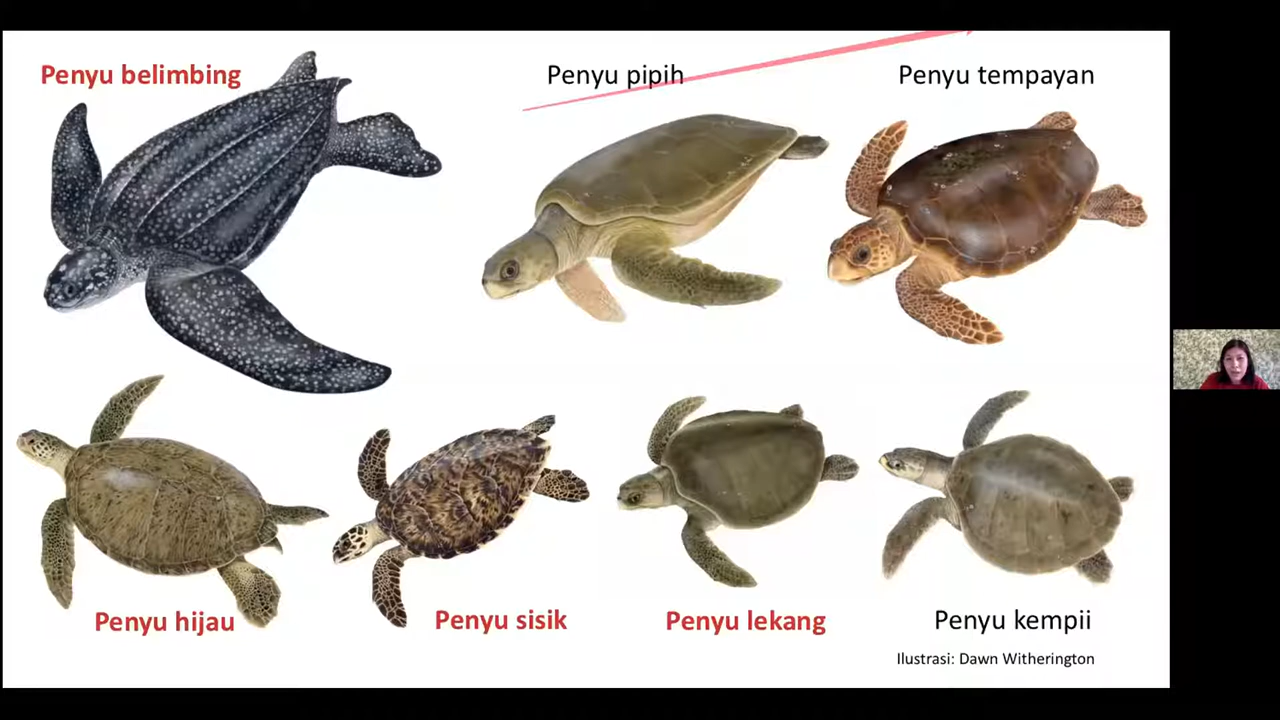 Penyu belimbing
Penyu pipih
Penyu tempayan
Penyu hijau
Penyu sisik
Penyu lekang
Penyu kempii
Ilustrasi: Dawn Witherington